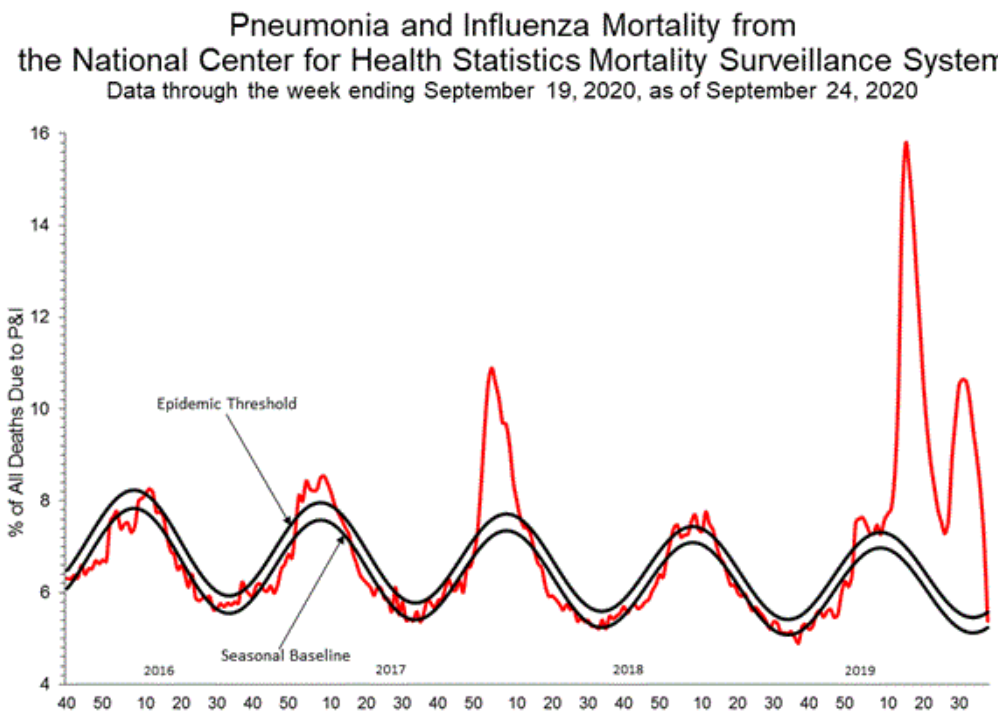 Pneumonia and Influenza Mortality from
the National Center for Health Statistics Mortality Surveillance System
Data through the week ending September 19, 2020, as of September 24, 2020
16
14
12
10
8
6
4
% of All Deaths Due to P&I
Epidemic Threshold
Seasonal Baseline
2016 2017 2018 2019
40 50 10 20 30 40 50 10 20 30 40 50 10 20 30 40 50 10 20 30 40 50 10 20 30